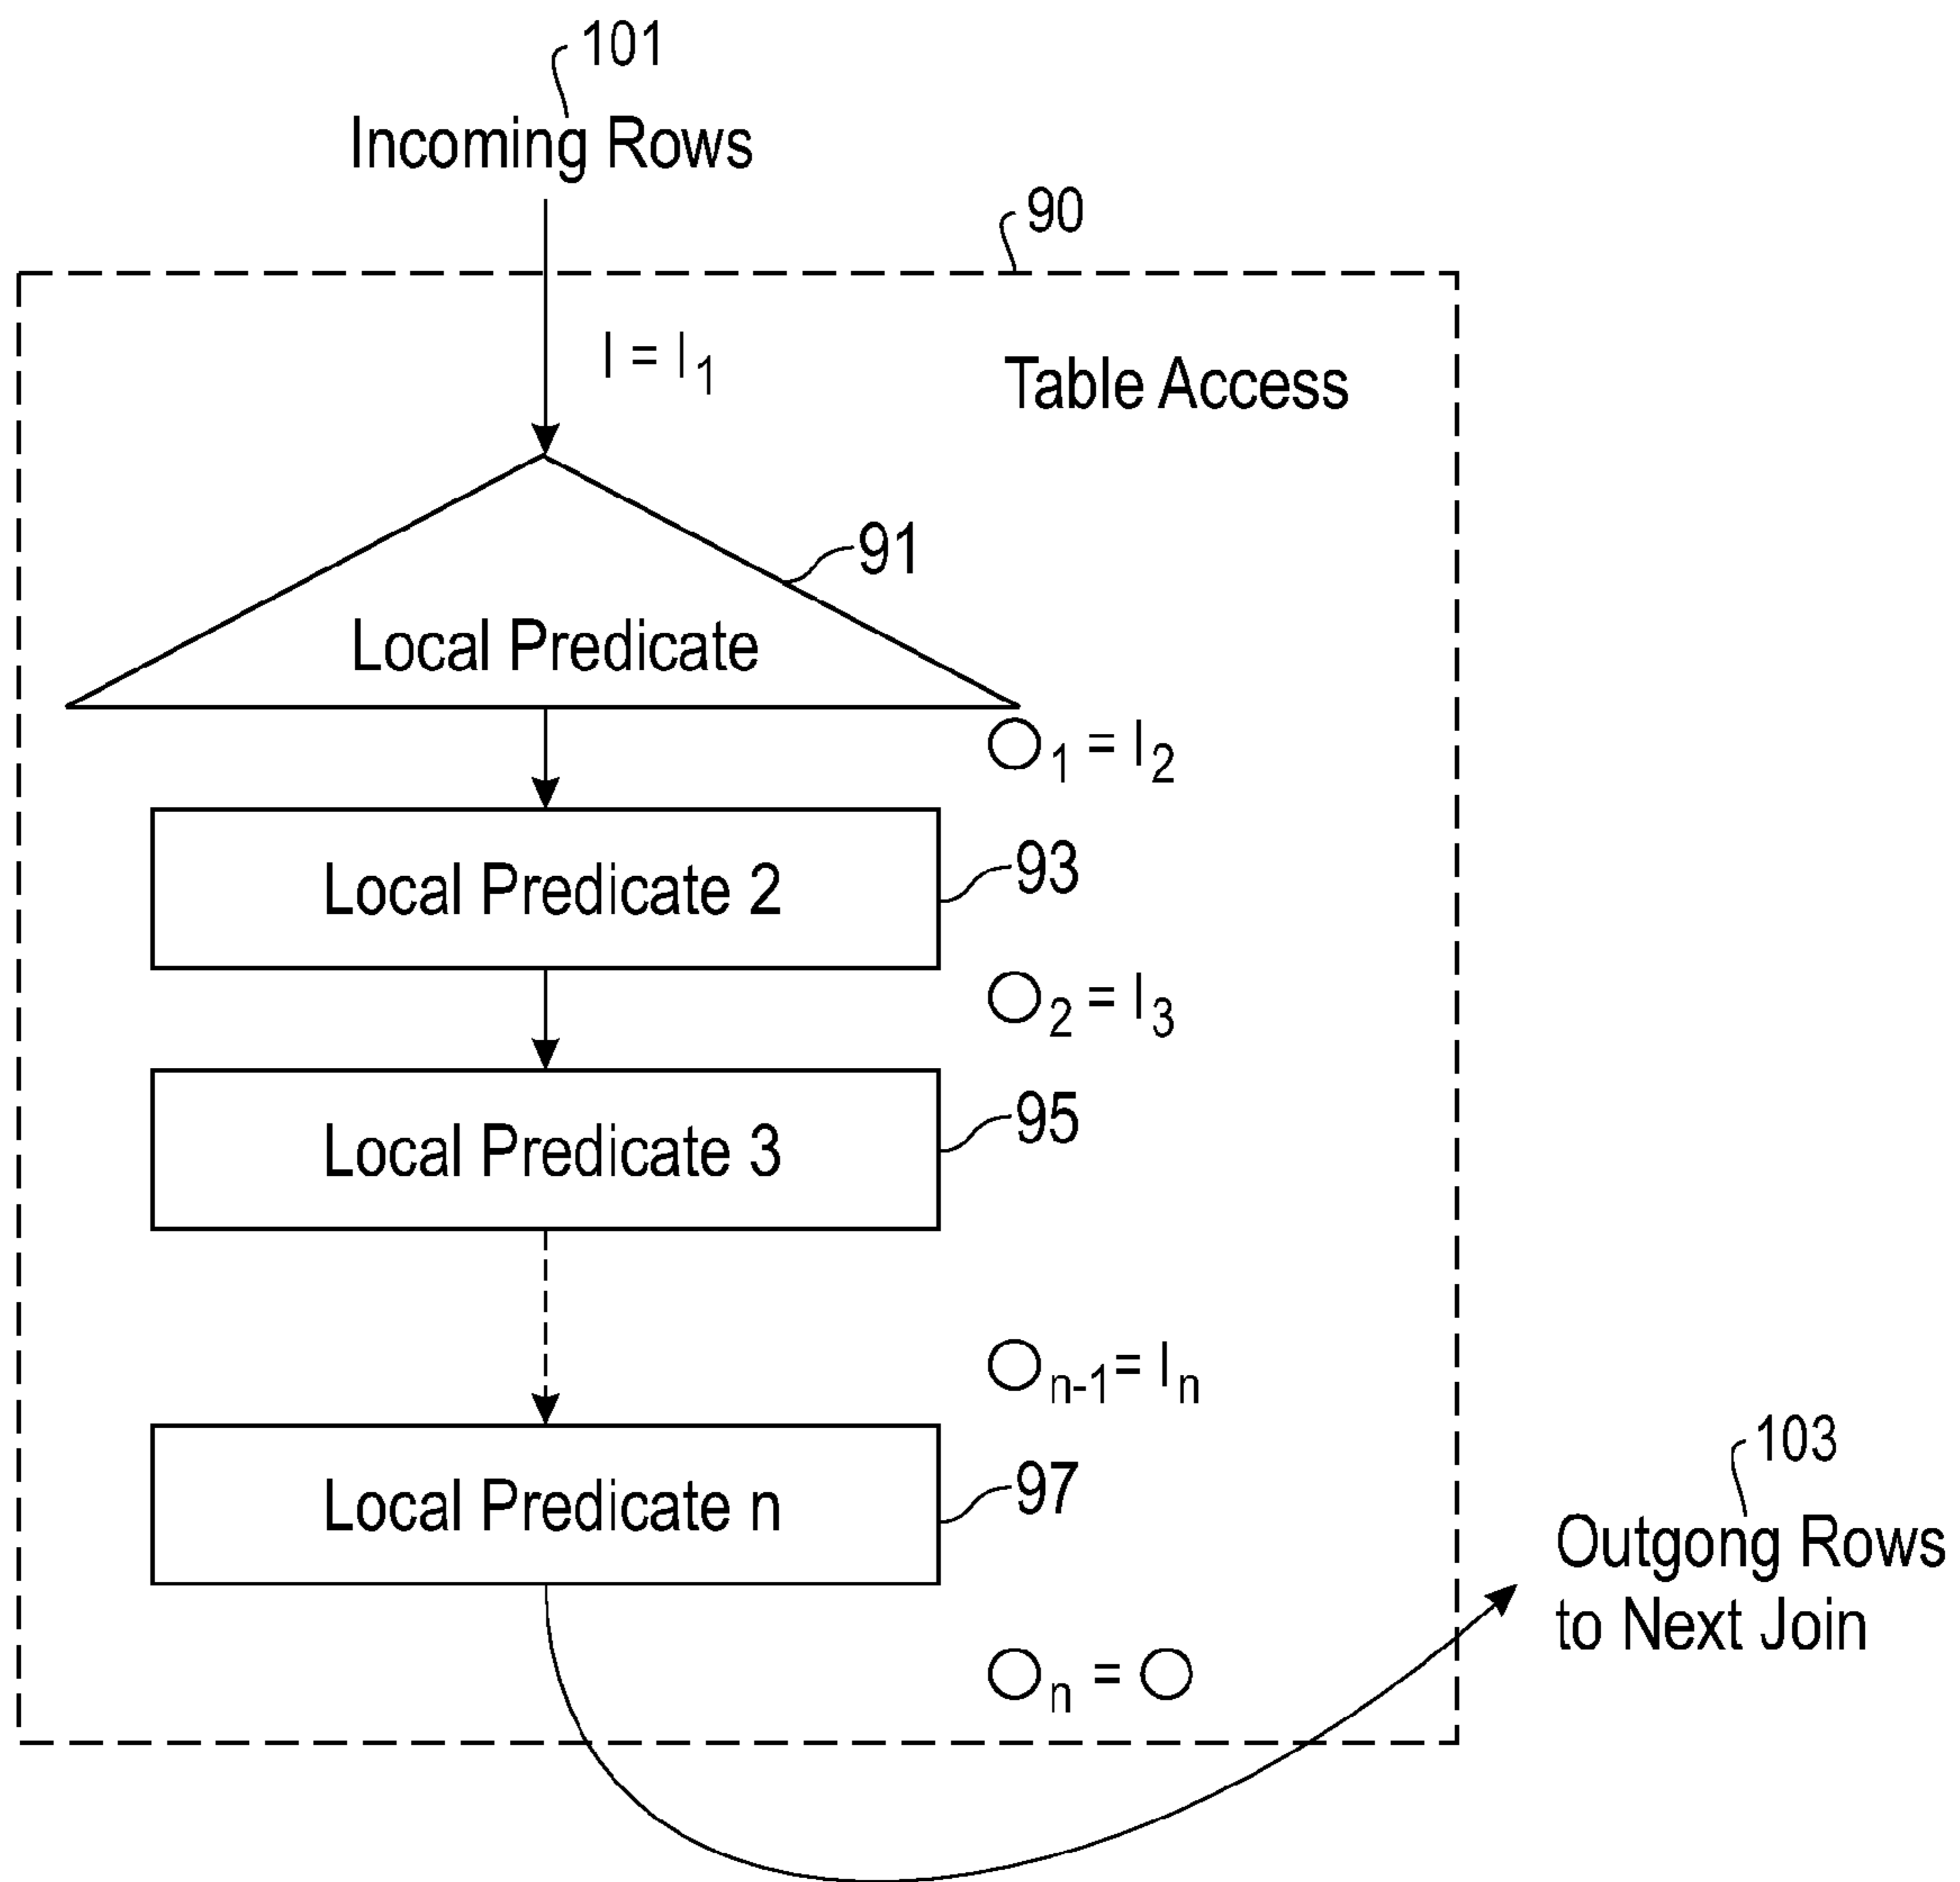 101
Incoming Rows
90
I = I1
Table Access
91
Local Predicate
O1 = I2
Local Predicate 2
93
O2 = I3
Local Predicate 3
95
On-1 = In
Local Predicate n
97
103
Outgong Rows
to Next Join
On = O